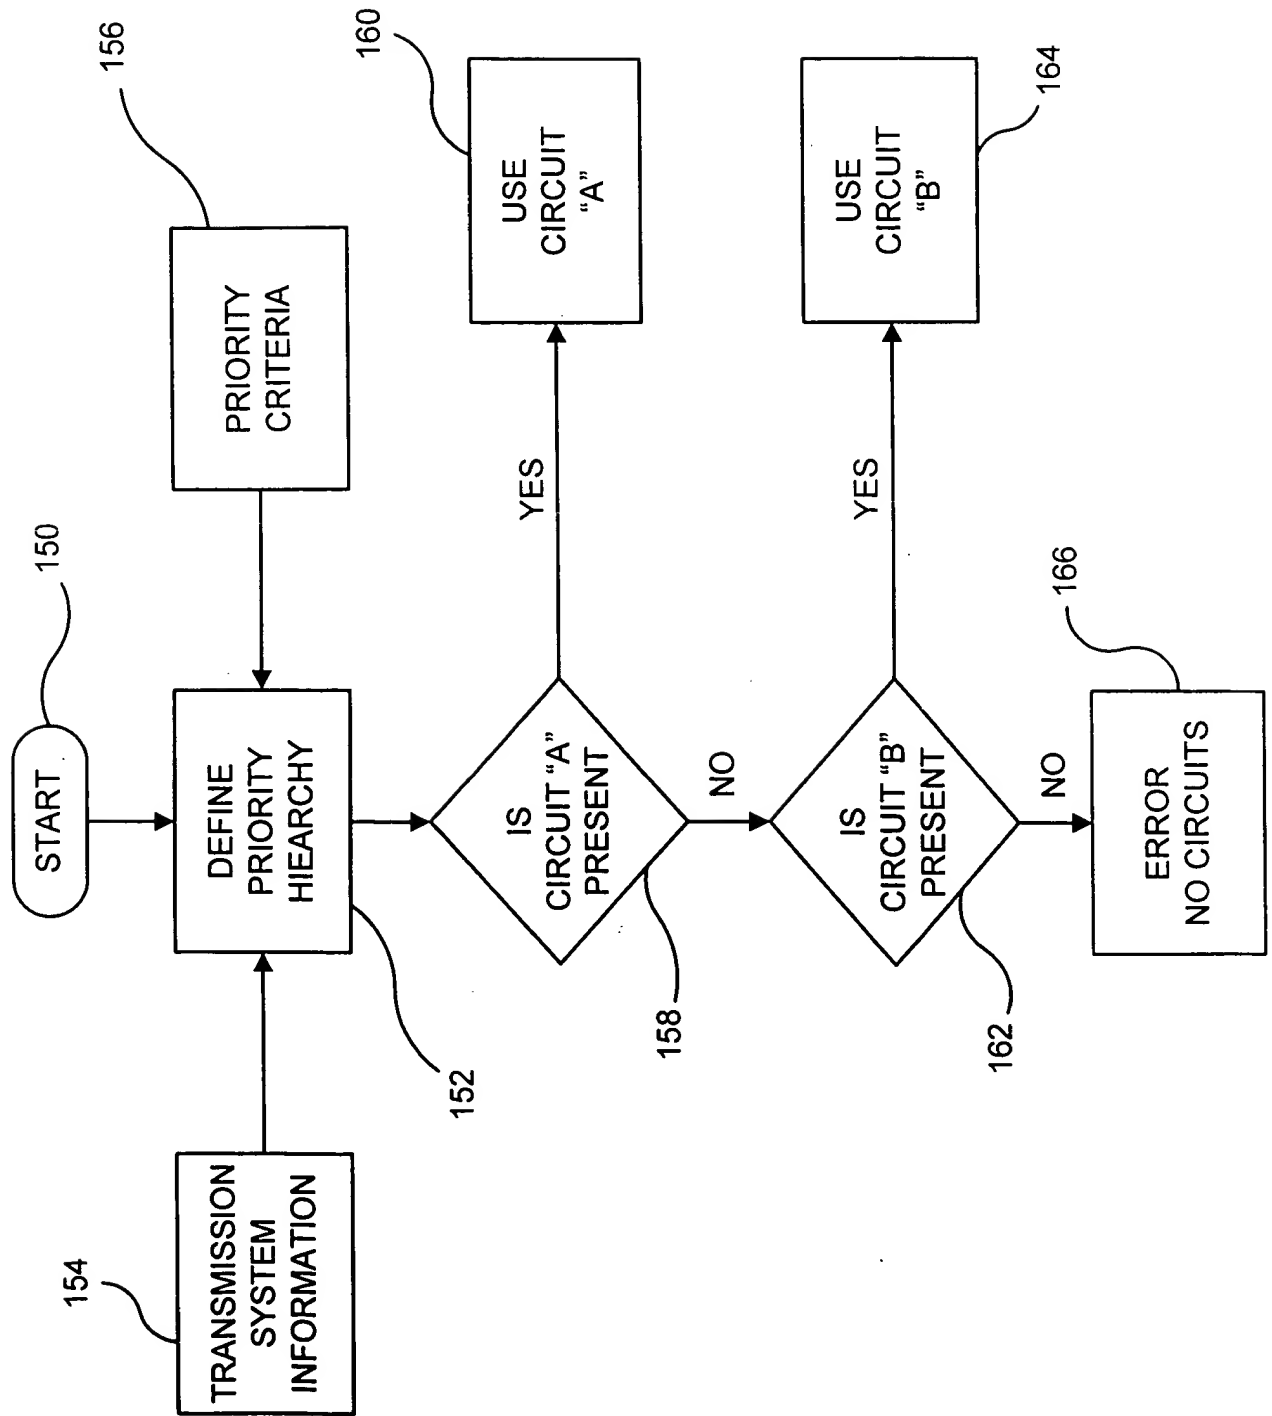 150
START
154
TRANSMISSION
SYSTEM
INFORMATION
DEFINE
PRIORITY
HIEARCHY
152
156
PRIORITY
CRITERIA
IS
CIRCUIT “A”
PRESENT
158
YES
160
USE
CIRCUIT
“A”
NO
IS
CIRCUIT “B”
PRESENT
162
YES
164
USE
CIRCUIT
“B”
NO
166
ERROR
NO CIRCUITS